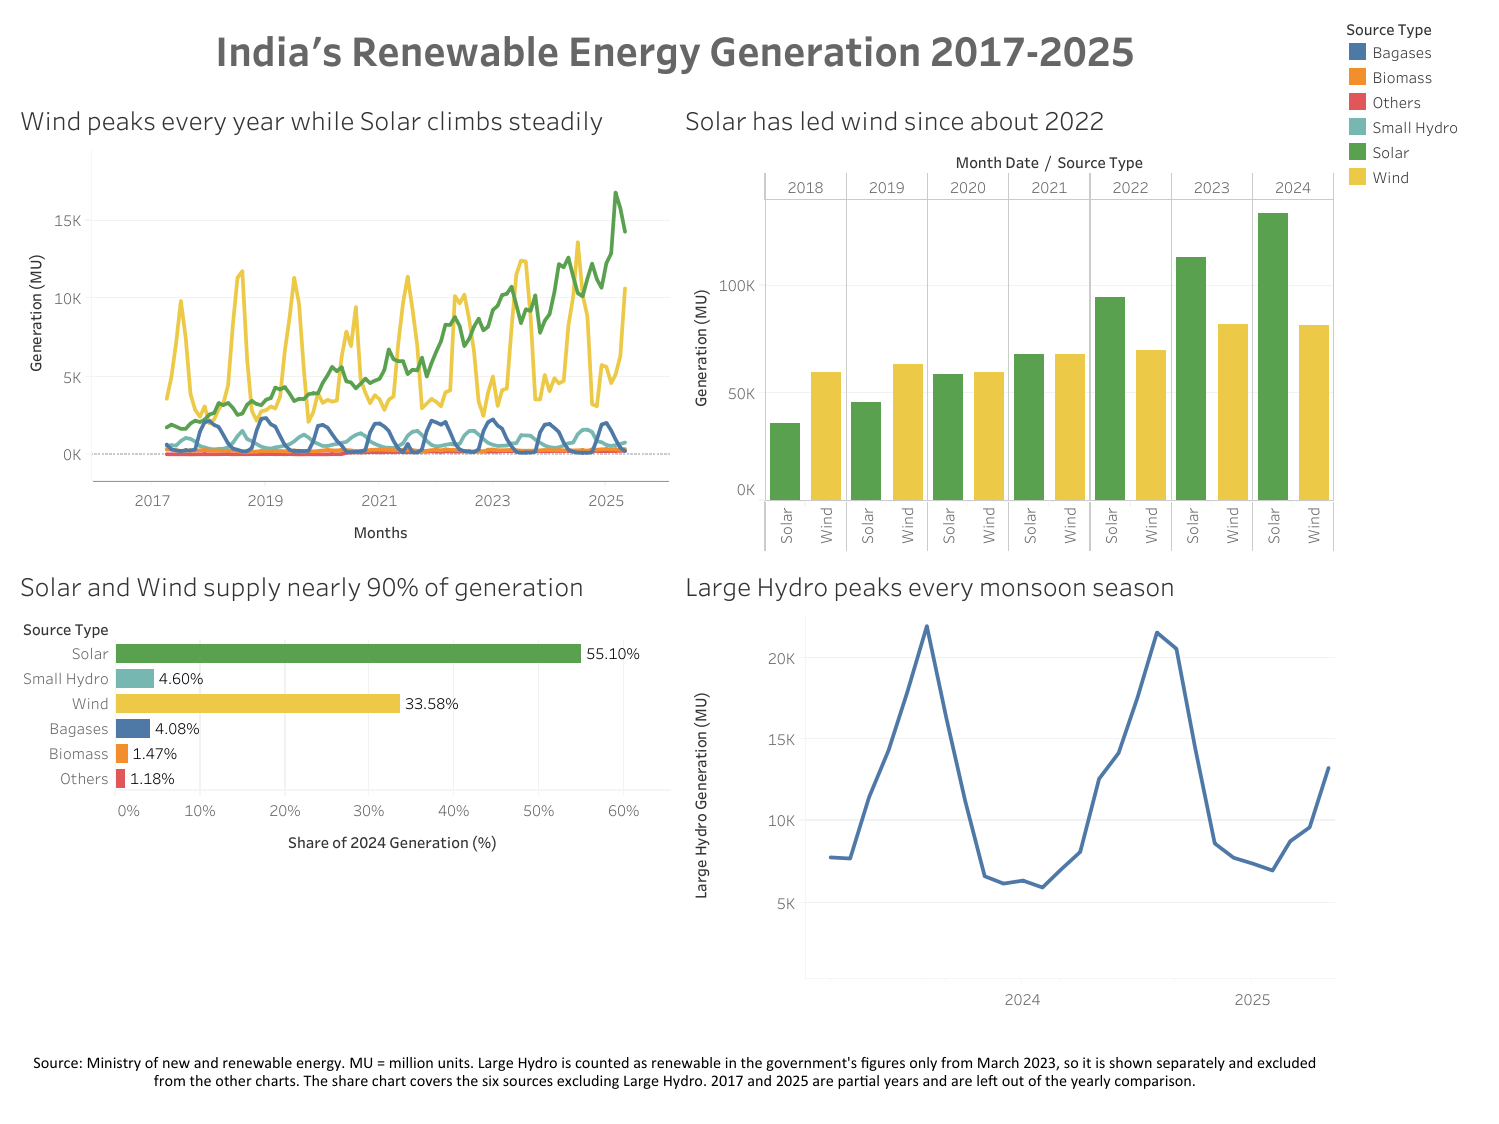 India's Renewable Energy Generation 2017-2025
Source Type
Bagases
Biomass
Others
Small Hydro
Solar
Wind
Wind peaks every year while Solar climbs steadily
Generation (MU)
15K
10K
5K
0K
2017 2019 2021 2023 2025
Months
Solar has led wind since about 2022
Month Date / Source Type
2018 2019 2020 2021 2022 2023 2024
Generation (MU)
100K
50K
0K
Solar Wind Solar Wind Solar Wind Solar Wind Solar Wind Solar Wind Solar Wind
Solar and Wind supply nearly 90% of generation
Source Type
Solar 55.10%
Small Hydro 4.60%
Wind 33.58%
Bagases 4.08%
Biomass 1.47%
Others 1.18%
0% 10% 20% 30% 40% 50% 60%
Share of 2024 Generation (%)
Large Hydro peaks every monsoon season
Large Hydro Generation (MU)
20K
15K
10K
5K
2024 2025
Source: Ministry of new and renewable energy. MU = million units. Large Hydro is counted as renewable in the government's figures only from March 2023, so it is shown separately and excluded
from the other charts. The share chart covers the six sources excluding Large Hydro. 2017 and 2025 are partial years and are left out of the yearly comparison.